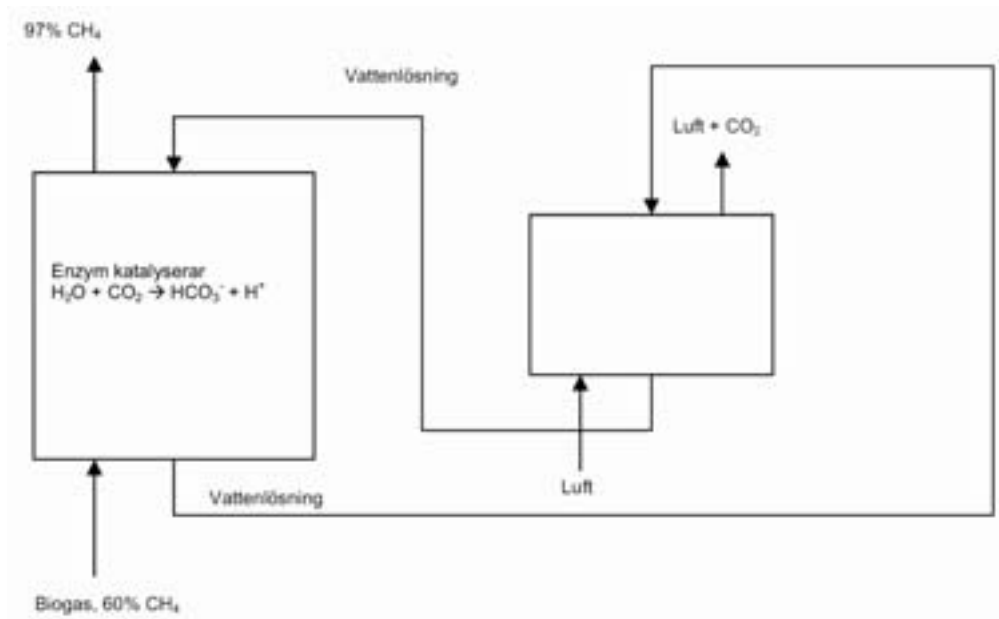 97% CH₄
Vattenlösning
Luft + CO₂
Enzym katalyserar
H₂O + CO₂ → HCO₃⁻ + H⁺
Luft
Vattenlösning
Biogas, 60% CH₄